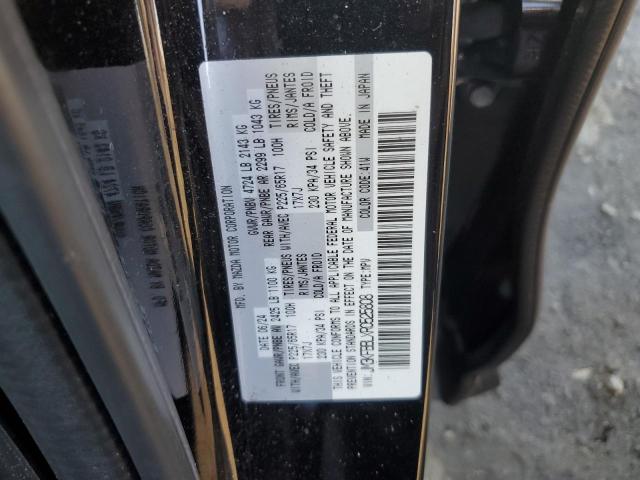 MFD BY MAZDA MOTOR CORPORATION
DATE 06/24 GVWR/PNBV 4724 LB 2143 KG
FRONT GAWR/PNBE AV 2425 LB 1100 KG REAR GAWR/PNBE AR 2299 LB 1043 KG
WITH/AVEC P225/65R17 100H TIRES/PNEUS WITH/AVEC P225/65R17 100H TIRES/PNEUS
17X7J RIMS/JANTES 17X7J RIMS/JANTES
230 KPA/34 PSI COLD/A FROID 230 KPA/34 PSI COLD/A FROID
THIS VEHICLE CONFORMS TO ALL APPLICABLE FEDERAL MOTOR VEHICLE SAFETY AND THEFT
PREVENTION STANDARDS IN EFFECT ON THE DATE OF MANUFACTURE SHOWN ABOVE.
TYPE MPV COLOR CODE:41W MADE IN JAPAN